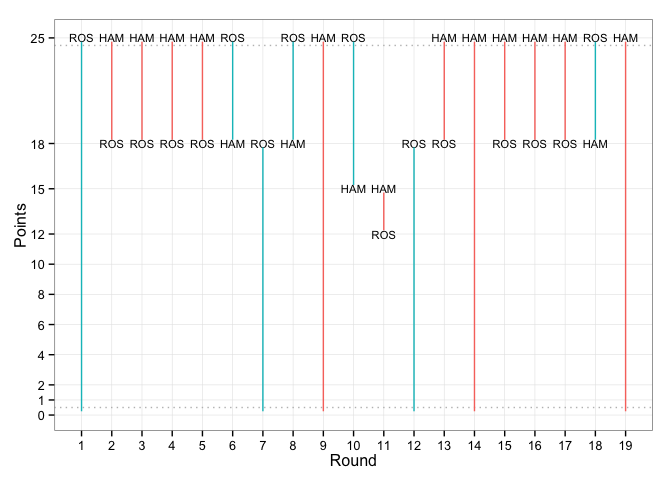 25 ROS HAM HAM HAM HAM ROS ROS HAM ROS HAM HAM HAM HAM HAM ROS HAM
18 ROS ROS ROS ROS HAM ROS HAM ROS ROS ROS ROS ROS HAM
15 HAM HAM
12 ROS
10
8
6
4
2
1
0
Points
1 2 3 4 5 6 7 8 9 10 11 12 13 14 15 16 17 18 19
Round